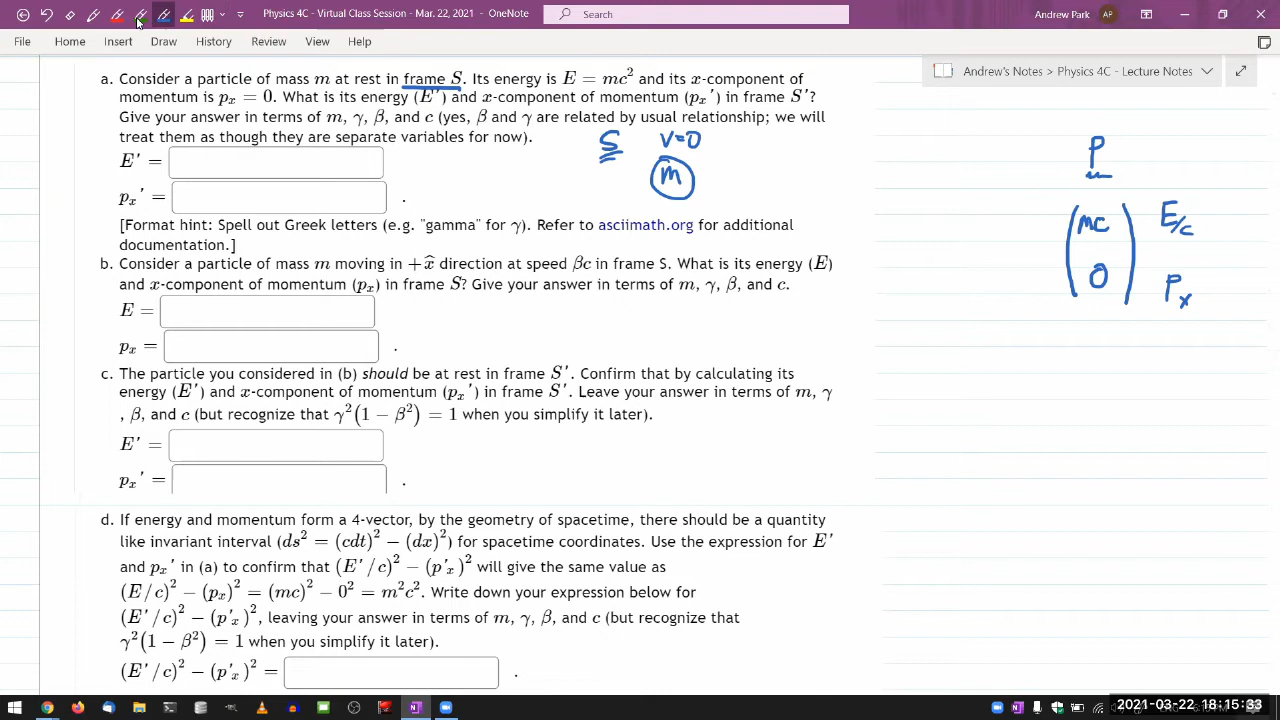 Physics 4C - Virtual Class Session - Mar. 22, 2021 - OneNote
Search
Andrew Park
AP
File Home Insert Draw History Review View Help
Andrew's Notes › Physics 4C - Lecture Notes
a. Consider a particle of mass m at rest in frame S. Its energy is E = mc² and its x-component of
momentum is pₓ = 0. What is its energy (E') and x-component of momentum (pₓ') in frame S'?
Give your answer in terms of m, γ, β, and c (yes, β and γ are related by usual relationship; we will
treat them as though they are separate variables for now).
S v=0
m
E' =
pₓ' = .
[Format hint: Spell out Greek letters (e.g. "gamma" for γ). Refer to asciimath.org for additional
documentation.]
b. Consider a particle of mass m moving in +x̂ direction at speed βc in frame S. What is its energy (E)
and x-component of momentum (pₓ) in frame S? Give your answer in terms of m, γ, β, and c.
E =
pₓ = .
c. The particle you considered in (b) should be at rest in frame S'. Confirm that by calculating its
energy (E') and x-component of momentum (pₓ') in frame S'. Leave your answer in terms of m, γ
, β, and c (but recognize that γ²(1 − β²) = 1 when you simplify it later).
E' =
pₓ' = .
d. If energy and momentum form a 4-vector, by the geometry of spacetime, there should be a quantity
like invariant interval (ds² = (cdt)² − (dx)²) for spacetime coordinates. Use the expression for E'
and pₓ' in (a) to confirm that (E'/c)² − (p'ₓ)² will give the same value as
(E/c)² − (pₓ)² = (mc)² − 0² = m²c². Write down your expression below for
(E'/c)² − (p'ₓ)², leaving your answer in terms of m, γ, β, and c (but recognize that
γ²(1 − β²) = 1 when you simplify it later).
(E'/c)² − (p'ₓ)² = .
p
(mc) E/c
(0) pₓ
2021-03-22 18:15:33